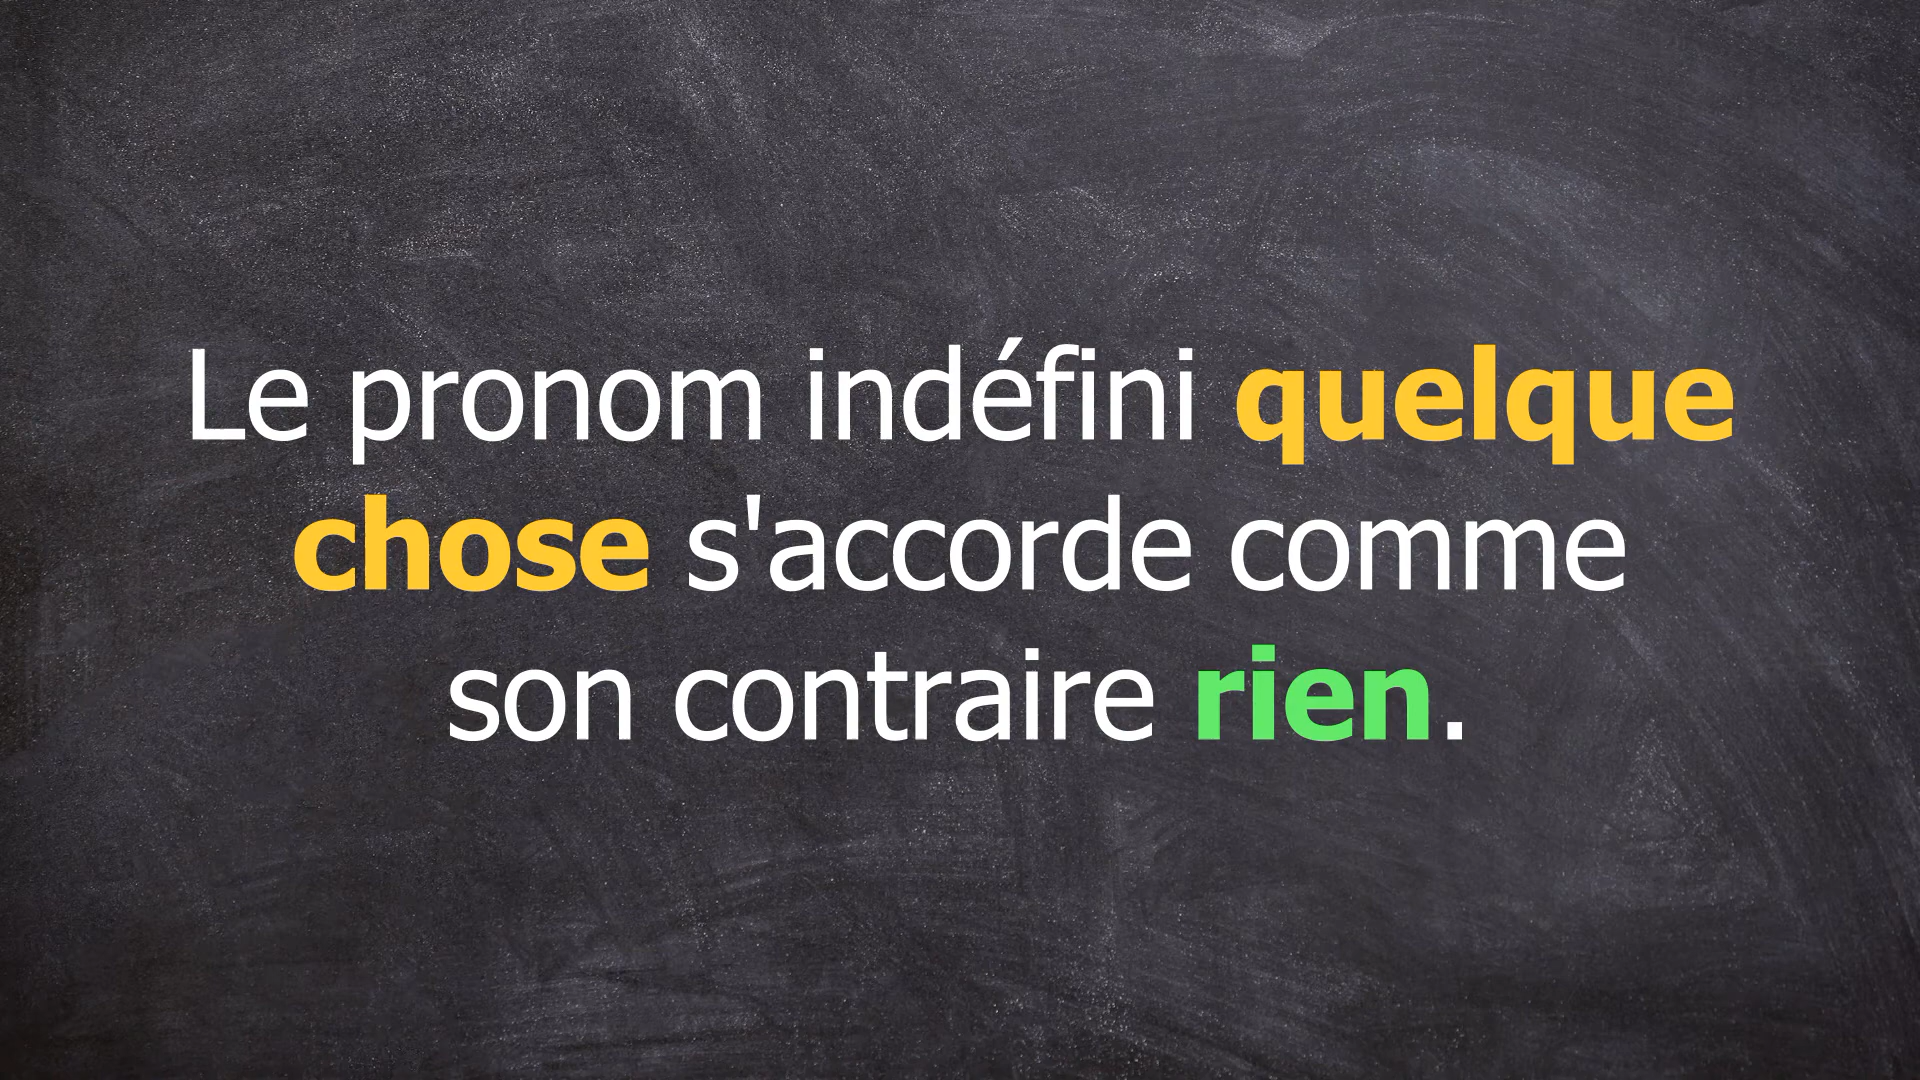 Le pronom indéfini quelque
chose s'accorde comme
son contraire rien.